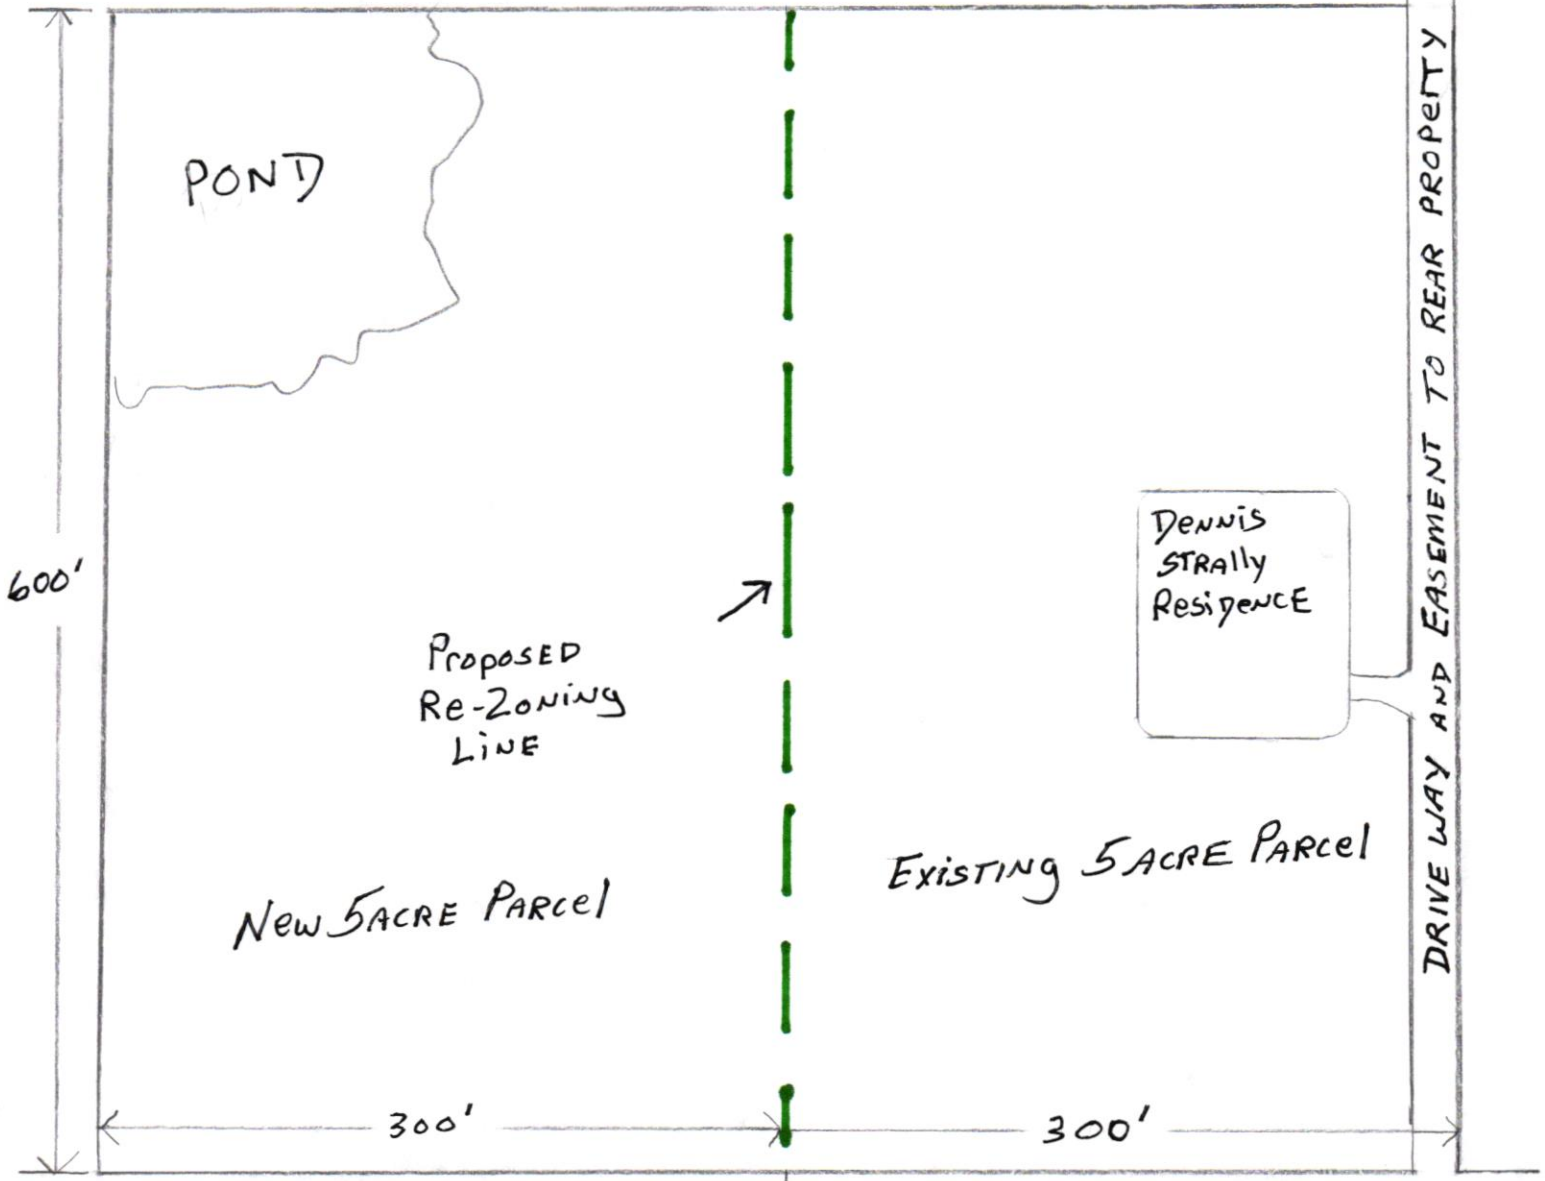 POND
DRIVE WAY AND EASEMENT TO REAR PROPERTY
600'
DENNIS
STRALLY
RESIDENCE
PROPOSED
RE-ZONING
LINE
EXISTING 5 ACRE PARCEL
NEW 5 ACRE PARCEL
300'
300'